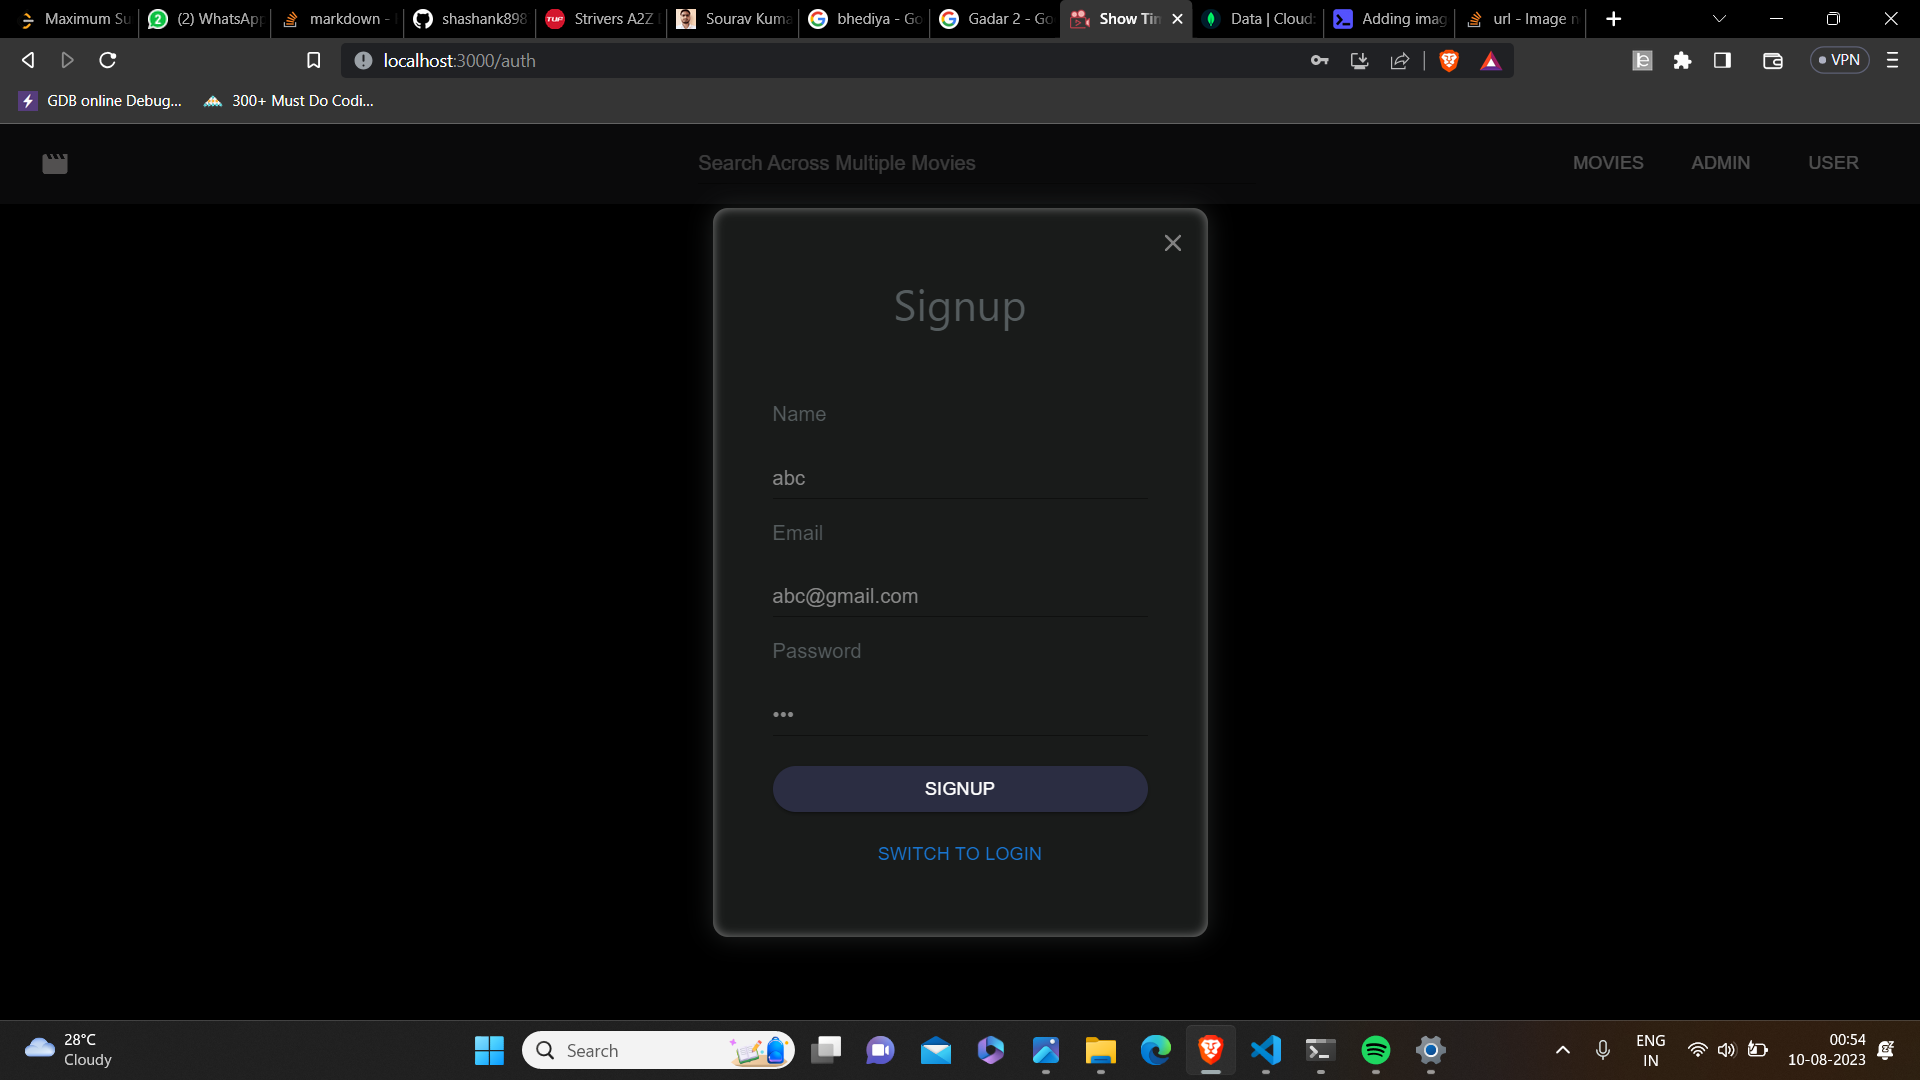 Maximum Su
2 (2) WhatsApp
markdown -
shashank898
TUF Strivers A2Z
Sourav Kuma
bhediya - Go
Gadar 2 - Go
Show Tim
Data | Cloud:
Adding imag
url - Image n
localhost:3000/auth
VPN
GDB online Debug...
300+ Must Do Codi...
Search Across Multiple Movies
MOVIES
ADMIN
USER
Signup
Name
abc
Email
abc@gmail.com
Password
•••
SIGNUP
SWITCH TO LOGIN
28°C
Cloudy
Search
ENG
IN
00:54
10-08-2023